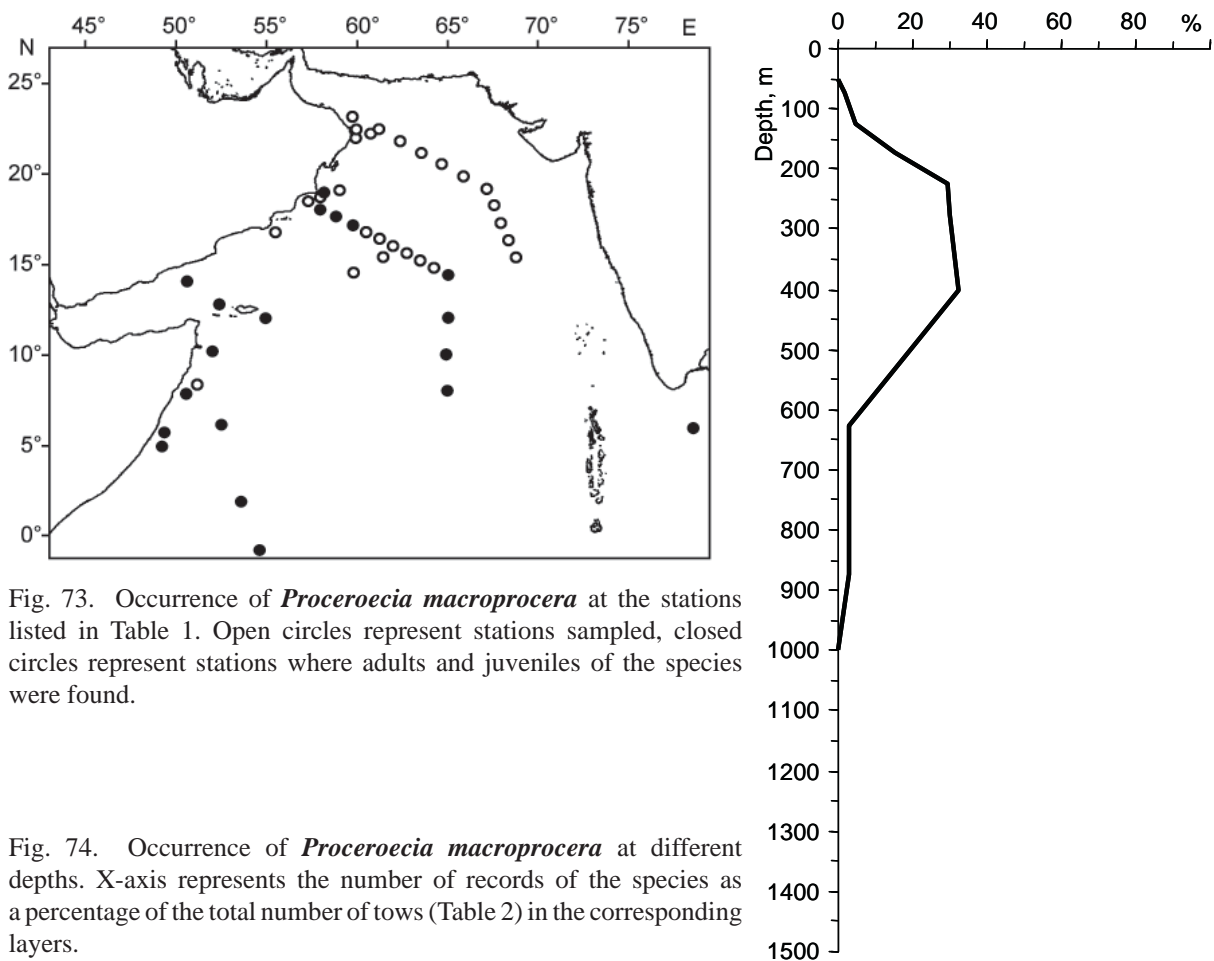 45° 50° 55° 60° 65° 70° 75° E
N
25°
20°
15°
10°
5°
0°
Fig. 73. Occurrence of Proceroecia macroprocera at the stations
listed in Table 1. Open circles represent stations sampled, closed
circles represent stations where adults and juveniles of the species
were found.
Fig. 74. Occurrence of Proceroecia macroprocera at different
depths. X-axis represents the number of records of the species as
a percentage of the total number of tows (Table 2) in the corresponding
layers.
0 20 40 60 80 %
Depth, m
0
100
200
300
400
500
600
700
800
900
1000
1100
1200
1300
1400
1500